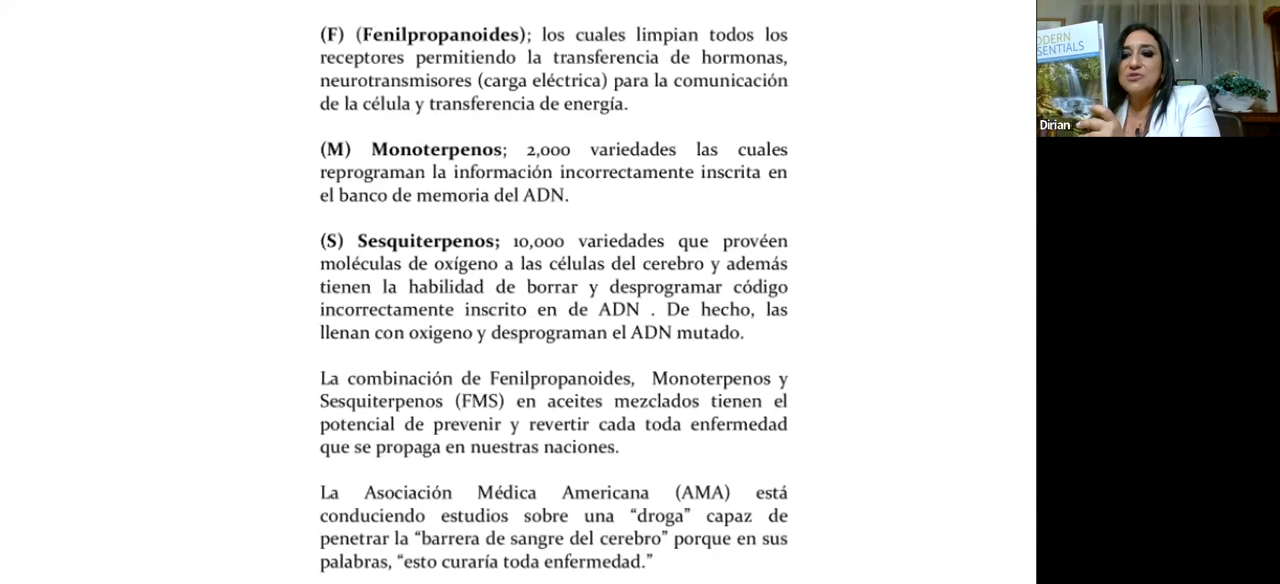 (F) (Fenilpropanoides); los cuales limpian todos los
receptores permitiendo la transferencia de hormonas,
neurotransmisores (carga eléctrica) para la comunicación
de la célula y transferencia de energía.
(M) Monoterpenos; 2,000 variedades las cuales
reprograman la información incorrectamente inscrita en
el banco de memoria del ADN.
(S) Sesquiterpenos; 10,000 variedades que provéen
moléculas de oxígeno a las células del cerebro y además
tienen la habilidad de borrar y desprogramar código
incorrectamente inscrito en de ADN . De hecho, las
llenan con oxigeno y desprograman el ADN mutado.
La combinación de Fenilpropanoides, Monoterpenos y
Sesquiterpenos (FMS) en aceites mezclados tienen el
potencial de prevenir y revertir cada toda enfermedad
que se propaga en nuestras naciones.
La Asociación Médica Americana (AMA) está
conduciendo estudios sobre una “droga” capaz de
penetrar la “barrera de sangre del cerebro” porque en sus
palabras, “esto curaría toda enfermedad.”
ODERN
SENTIALS
Dirian